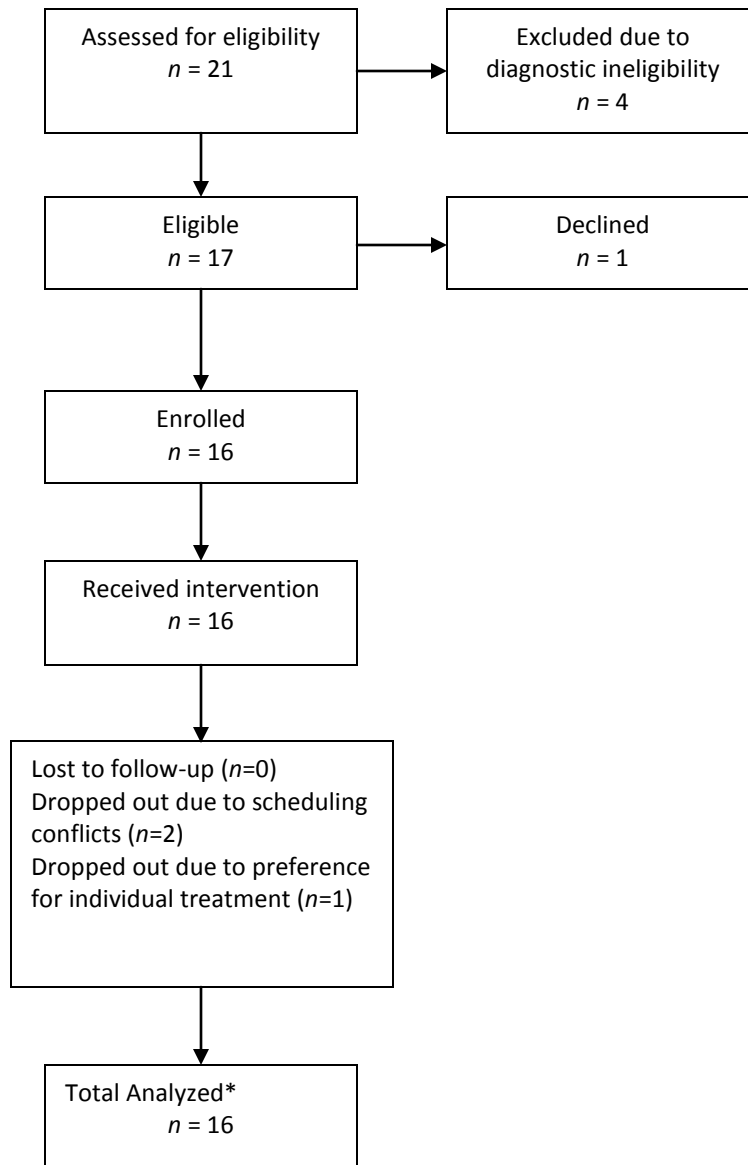 Assessed for eligibility
n = 21
Excluded due to
diagnostic ineligibility
n = 4
Eligible
n = 17
Declined
n = 1
Enrolled
n = 16
Received intervention
n = 16
Lost to follow-up (n=0)
Dropped out due to scheduling
conflicts (n=2)
Dropped out due to preference
for individual treatment (n=1)
Total Analyzed*
n = 16